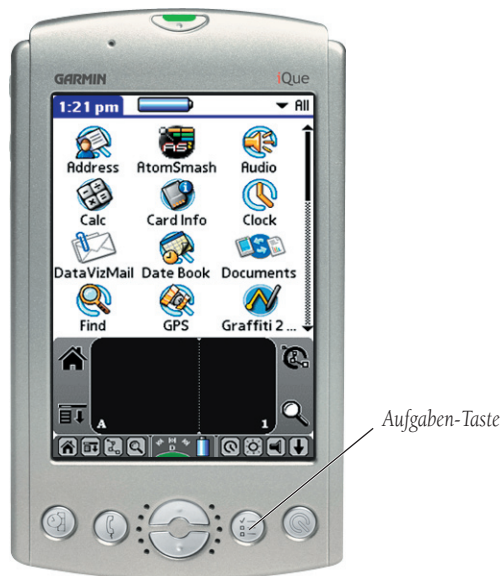 GARMIN
iQue
1:21 pm
All
Address
AtomSmash
Audio
Calc
Card Info
Clock
DataVizMail
Date Book
Documents
Find
GPS
Graffiti 2 ...
A
1
Aufgaben-Taste